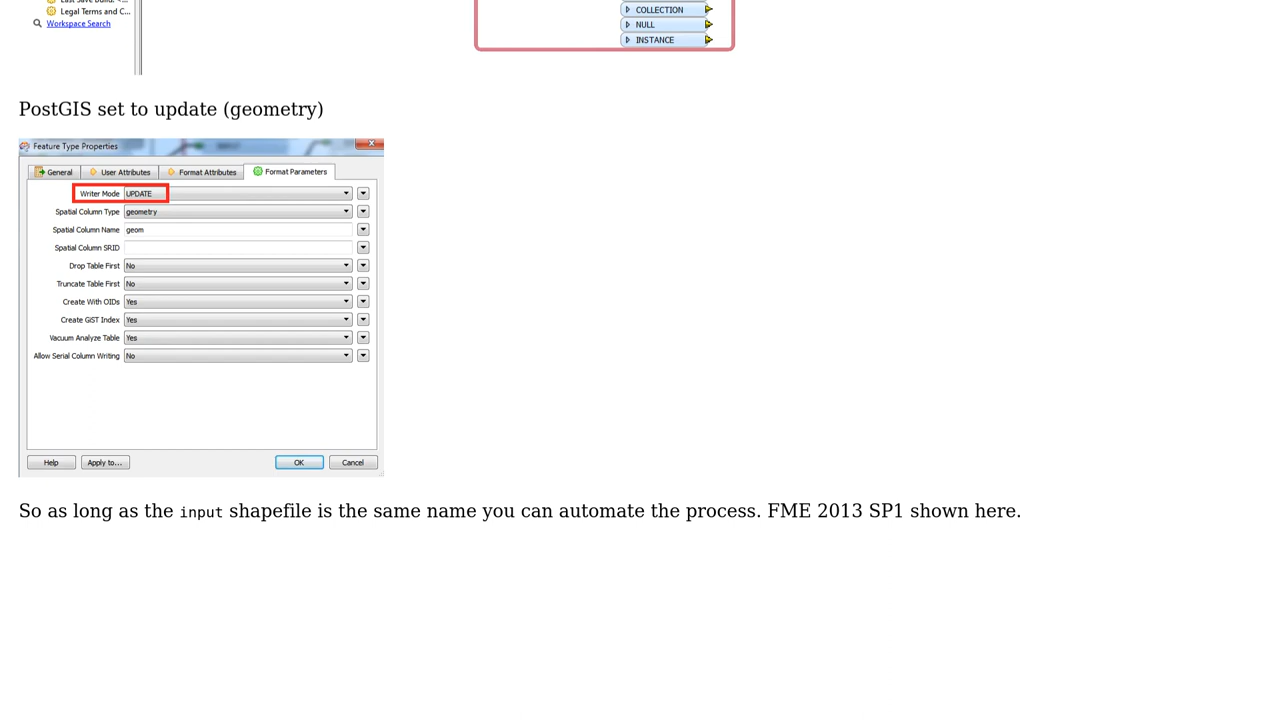 Legal Terms and C...
Workspace Search
COLLECTION
NULL
INSTANCE
PostGIS set to update (geometry)
Feature Type Properties
General User Attributes Format Attributes Format Parameters
Writer Mode UPDATE
Spatial Column Type geometry
Spatial Column Name geom
Spatial Column SRID
Drop Table First No
Truncate Table First No
Create With OIDs Yes
Create GIST Index Yes
Vacuum Analyze Table Yes
Allow Serial Column Writing No
Help Apply to... OK Cancel
So as long as the input shapefile is the same name you can automate the process. FME 2013 SP1 shown here.